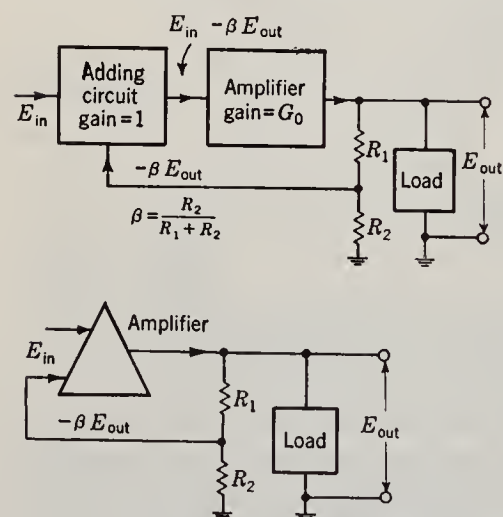 E_in − βE_out
Adding circuit gain = 1
Amplifier gain = G_0
E_in
− βE_out
β = R_2 / (R_1 + R_2)
R_1
R_2
Load
E_out
Amplifier
E_in
− βE_out
R_1
R_2
Load
E_out